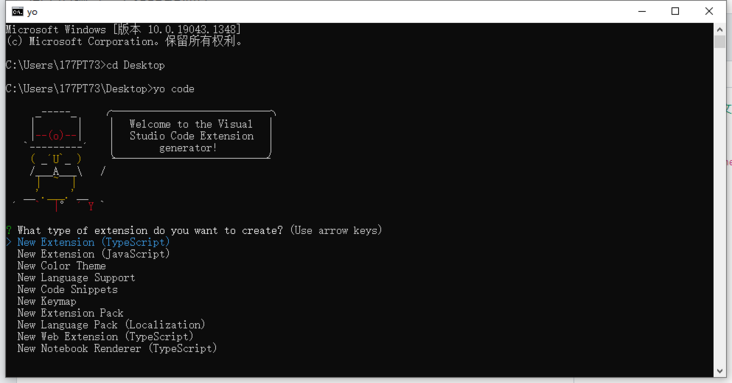 yo
Microsoft Windows [版本 10.0.19043.1348]
(c) Microsoft Corporation。保留所有权利。
C:\Users\177PT73>cd Desktop
C:\Users\177PT73\Desktop>yo code
Welcome to the Visual
Studio Code Extension
generator!
? What type of extension do you want to create? (Use arrow keys)
> New Extension (TypeScript)
New Extension (JavaScript)
New Color Theme
New Language Support
New Code Snippets
New Keymap
New Extension Pack
New Language Pack (Localization)
New Web Extension (TypeScript)
New Notebook Renderer (TypeScript)